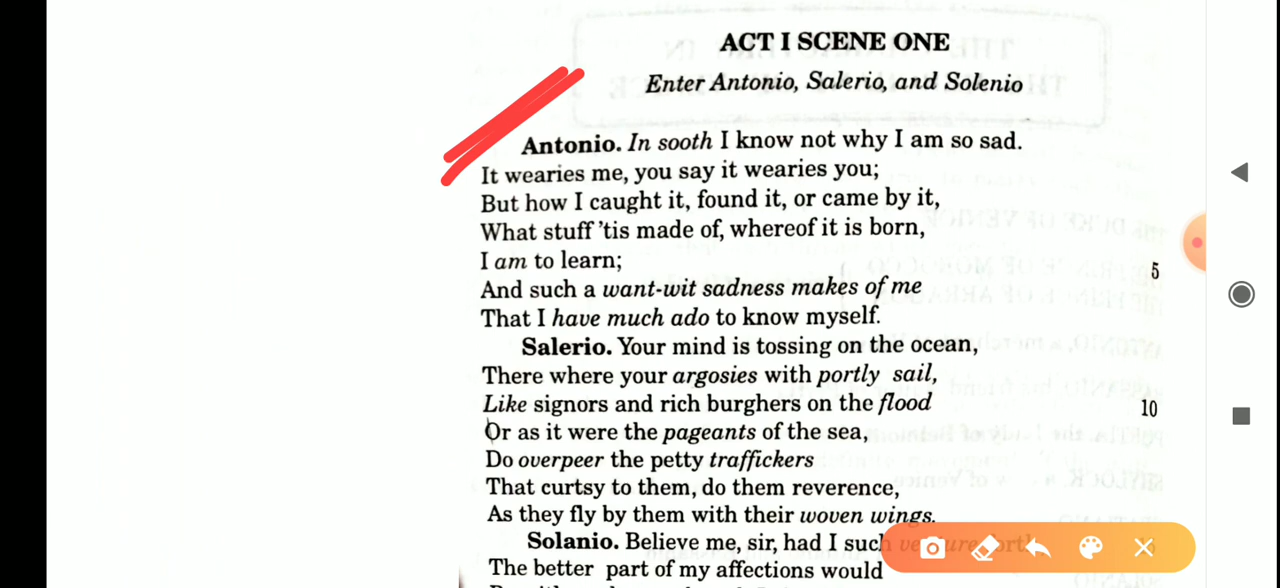 ACT I SCENE ONE
Enter Antonio, Salerio, and Solenio
Antonio. In sooth I know not why I am so sad.
It wearies me, you say it wearies you;
But how I caught it, found it, or came by it,
What stuff 'tis made of, whereof it is born,
I am to learn; 5
And such a want-wit sadness makes of me
That I have much ado to know myself.
Salerio. Your mind is tossing on the ocean,
There where your argosies with portly sail,
Like signors and rich burghers on the flood 10
Or as it were the pageants of the sea,
Do overpeer the petty traffickers
That curtsy to them, do them reverence,
As they fly by them with their woven wings.
Solanio. Believe me, sir, had I such venture forth
The better part of my affections would